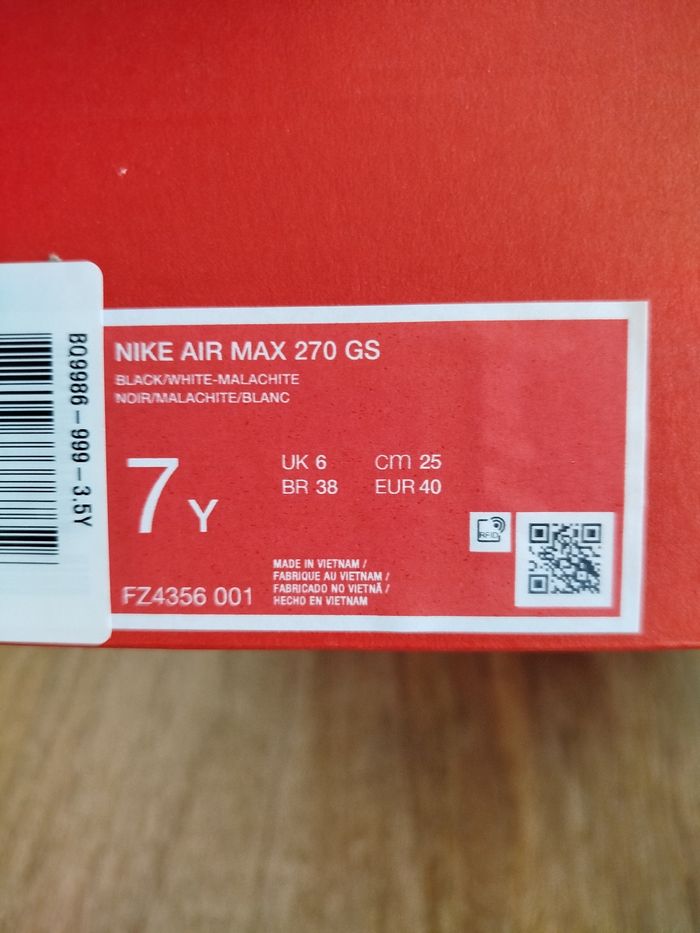 BQ9986-999-3.5Y
NIKE AIR MAX 270 GS
BLACK/WHITE-MALACHITE
NOIR/MALACHITE/BLANC
7Y
UK 6 cm 25
BR 38 EUR 40
RFID
FZ4356 001
MADE IN VIETNAM /
FABRIQUE AU VIETNAM /
FABRICADO NO VIETNÃ /
HECHO EN VIETNAM